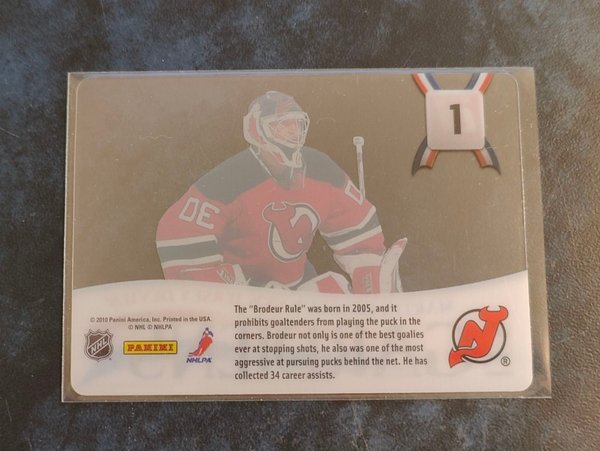 1
30
The "Brodeur Rule" was born in 2005, and it
prohibits goaltenders from playing the puck in the
corners. Brodeur not only is one of the best goalies
ever at stopping shots, he also was one of the most
aggressive at pursuing pucks behind the net. He has
collected 34 career assists.
© 2010 Panini America, Inc. Printed in the USA.
© NHL © NHLPA
NHL
PANINI
NHLPA
®